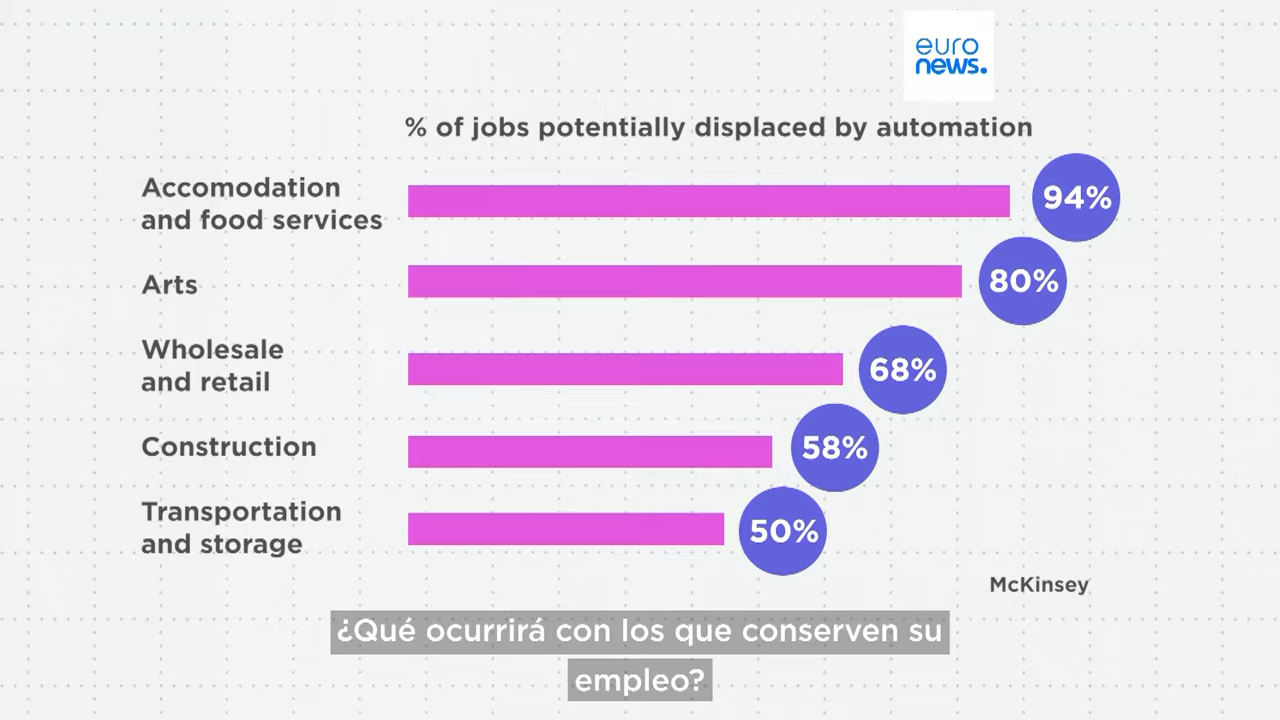 euro
news.
% of jobs potentially displaced by automation
Accomodation
and food services
94%
Arts
80%
Wholesale
and retail
68%
Construction
58%
Transportation
and storage
50%
McKinsey
¿Qué ocurrirá con los que conserven su
empleo?